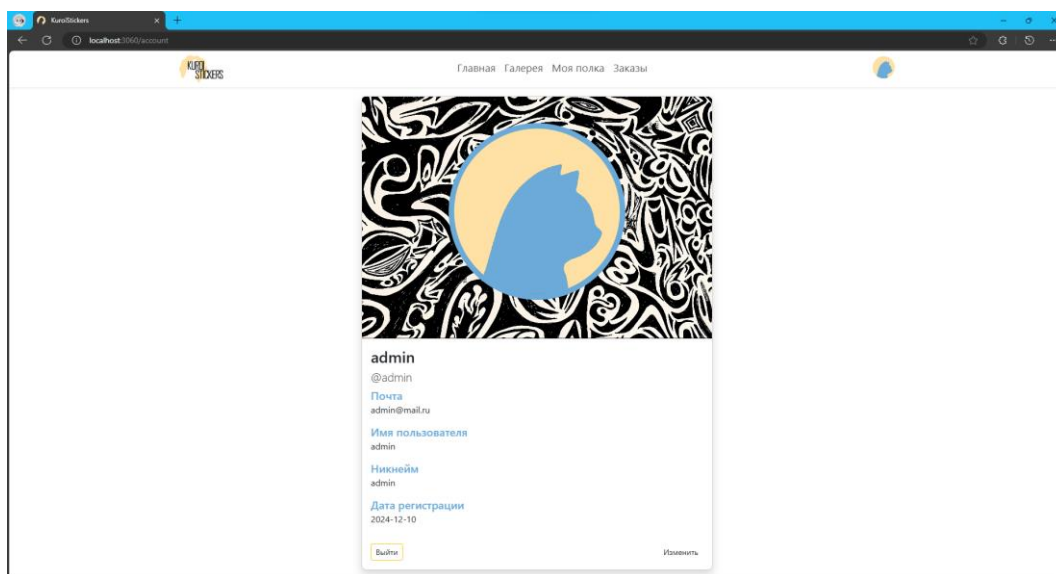 KuroStickers
localhost:3060/account
KURO
STICKERS
Главная Галерея Моя полка Заказы
admin
@admin
Почта
admin@mail.ru
Имя пользователя
admin
Никнейм
admin
Дата регистрации
2024-12-10
Выйти Изменить